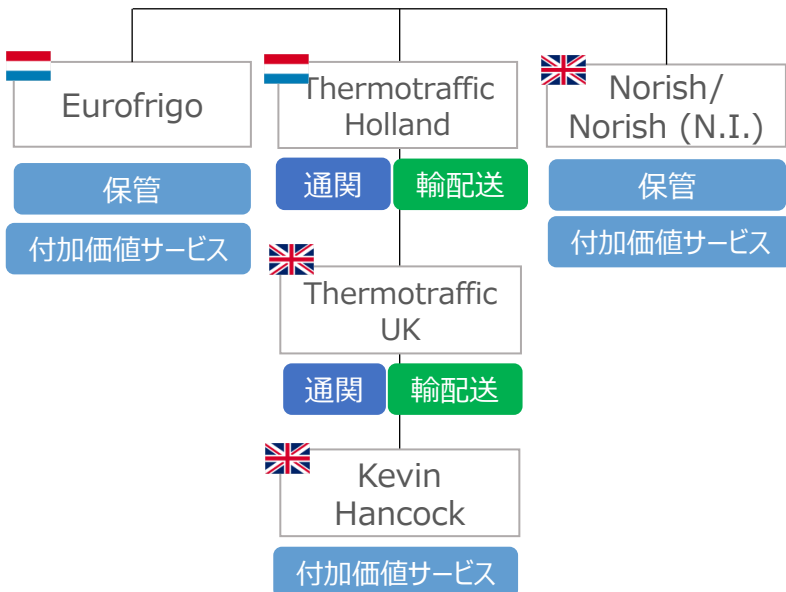 Eurofrigo
保管
付加価値サービス
Thermotraffic
Holland
通関
輸配送
Norish/
Norish (N.I.)
保管
付加価値サービス
Thermotraffic
UK
通関
輸配送
Kevin
Hancock
付加価値サービス